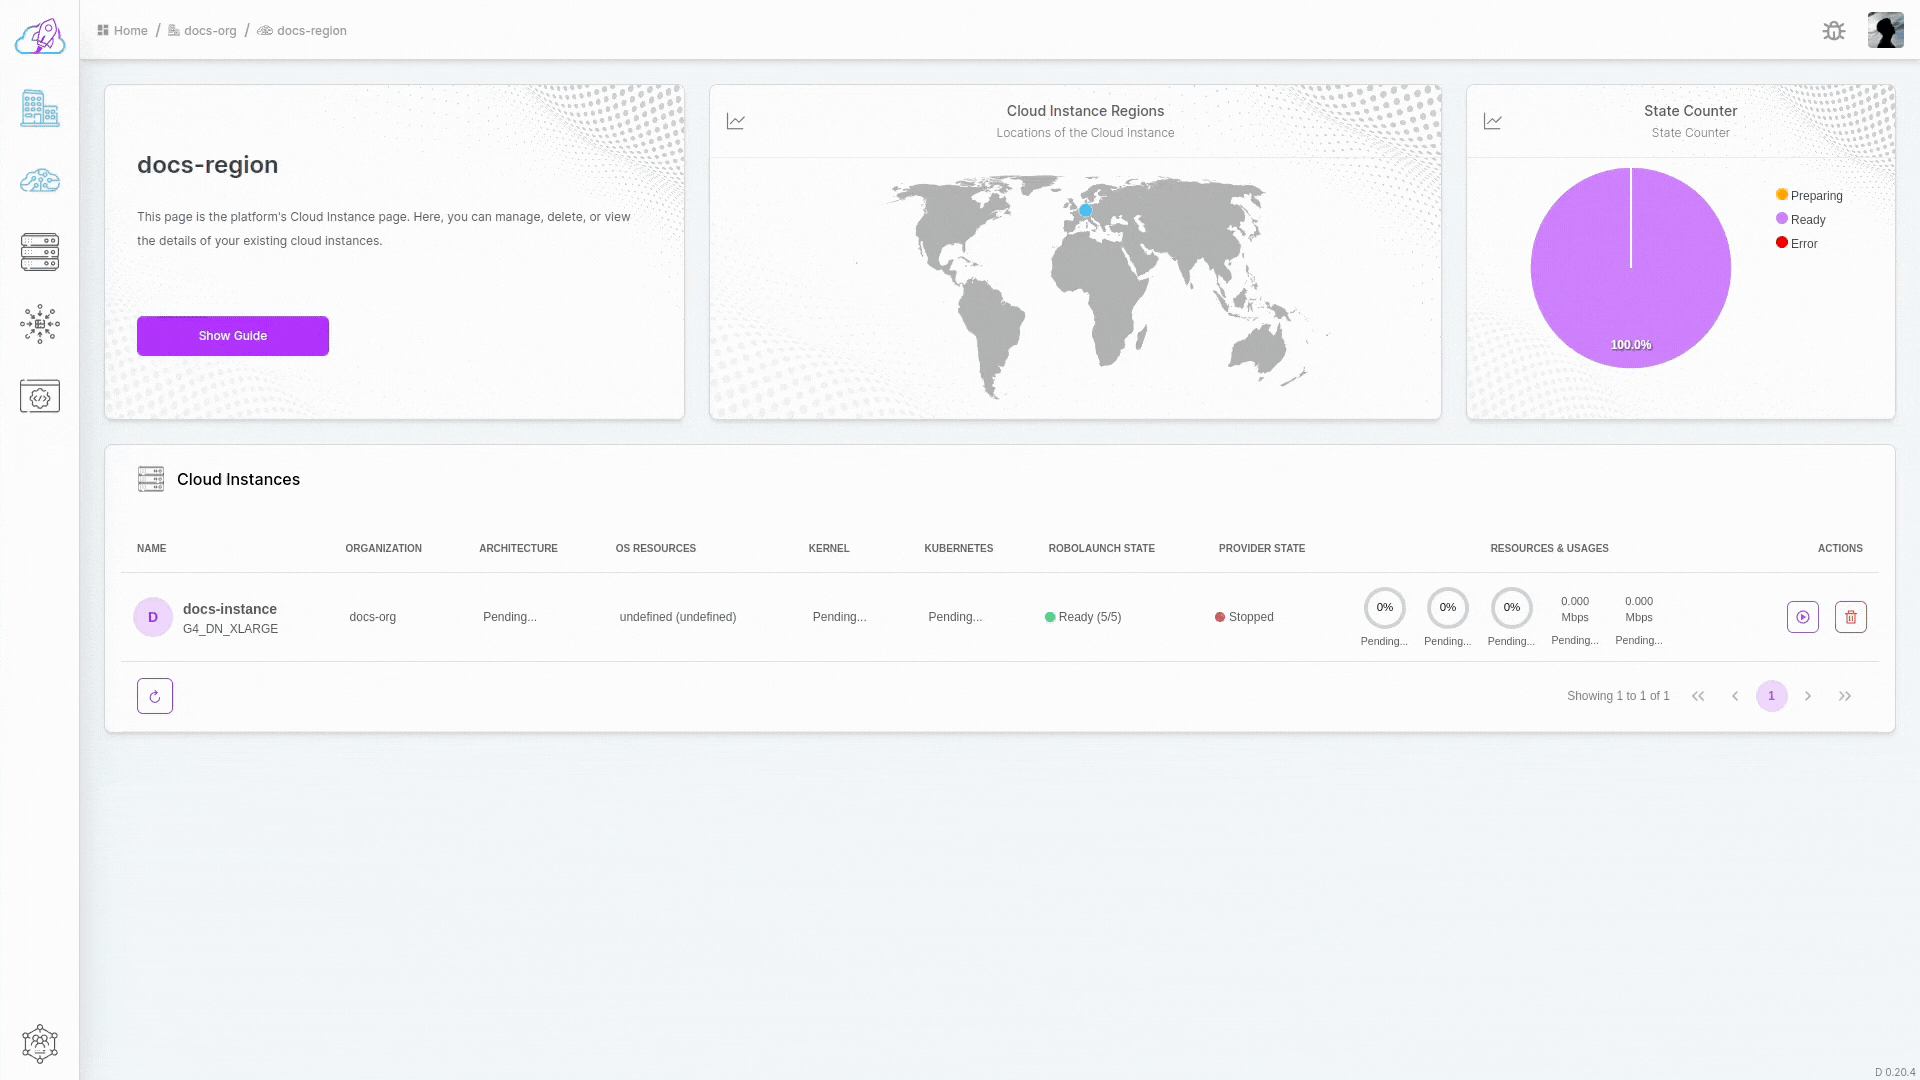 Home / docs-org / docs-region
docs-region
This page is the platform's Cloud Instance page. Here, you can manage, delete, or view
the details of your existing cloud instances.
Show Guide
Cloud Instance Regions
Locations of the Cloud Instance
State Counter
State Counter
Preparing
Ready
Error
100.0%
Cloud Instances
NAME ORGANIZATION ARCHITECTURE OS RESOURCES KERNEL KUBERNETES ROBOLAUNCH STATE PROVIDER STATE RESOURCES & USAGES ACTIONS
D docs-instance docs-org Pending... undefined (undefined) Pending... Pending... Ready (5/5) Stopped 0% 0% 0% 0.000 0.000
G4_DN_XLARGE Mbps Mbps
Pending... Pending... Pending... Pending... Pending...
Showing 1 to 1 of 1 1
D 0.20.4